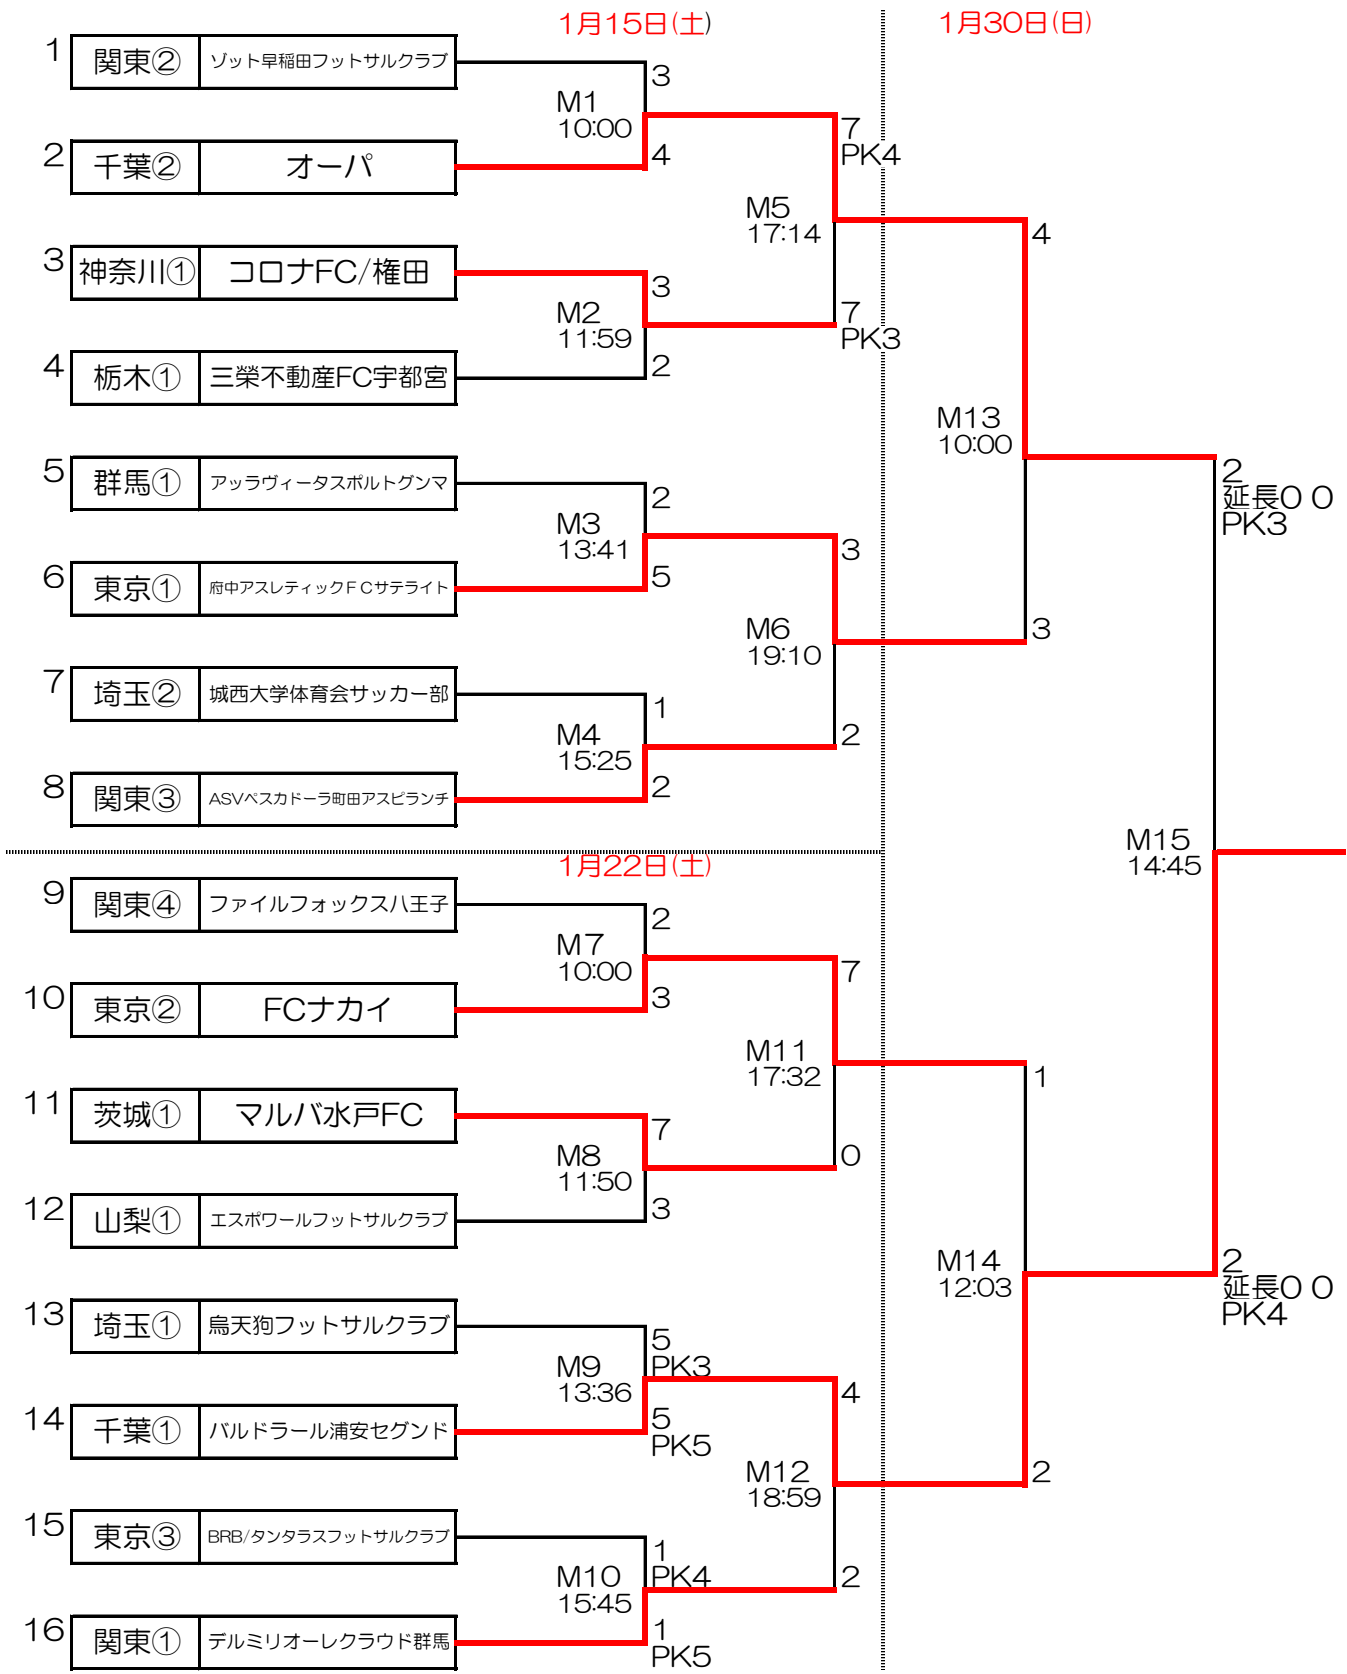 1月15日(土)
1月30日(日)
1
関東②
ゾット早稲田フットサルクラブ
3
M1
10:00
7
PK4
2
千葉②
オーパ
4
M5
17:14
4
3
神奈川①
コロナFC/権田
3
M2
11:59
7
PK3
4
栃木①
三榮不動産FC宇都宮
2
M13
10:00
5
群馬①
アッラヴィータスポルトグンマ
2
2
延長0 0
PK3
M3
13:41
3
6
東京①
府中アスレティックFCサテライト
5
M6
19:10
3
7
埼玉②
城西大学体育会サッカー部
1
M4
15:25
2
8
関東③
ASVペスカドーラ町田アスピランチ
2
M15
14:45
1月22日(土)
9
関東④
ファイルフォックス八王子
2
M7
10:00
7
10
東京②
FCナカイ
3
M11
17:32
1
11
茨城①
マルバ水戸FC
7
M8
11:50
0
12
山梨①
エスポワールフットサルクラブ
3
M14
12:03
2
延長0 0
PK4
13
埼玉①
烏天狗フットサルクラブ
5
PK3
M9
13:36
4
14
千葉①
バルドラール浦安セグンド
5
PK5
M12
18:59
2
15
東京③
BRB/タンタラスフットサルクラブ
1
PK4
M10
15:45
2
16
関東①
デルミリオーレクラウド群馬
1
PK5